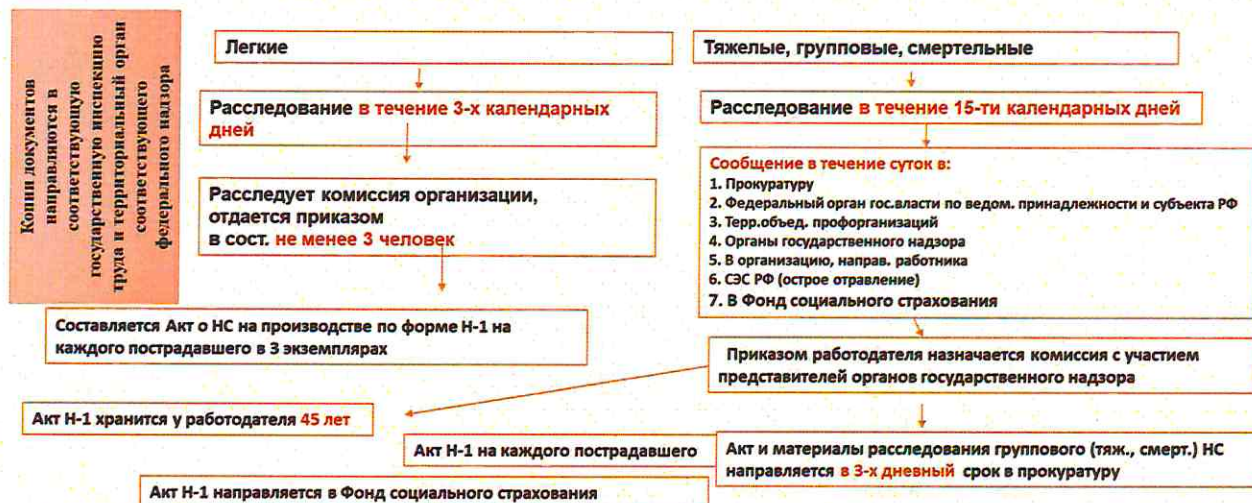 Копии документов
направляются в
соответствующую
государственную инспекцию
труда и территориальный орган
соответствующего
федерального надзора
Легкие
Расследование в течение 3-х календарных
дней
Расследует комиссия организации,
отдается приказом
в сост. не менее 3 человек
Составляется Акт о НС на производстве по форме Н-1 на
каждого пострадавшего в 3 экземплярах
Тяжелые, групповые, смертельные
Расследование в течение 15-ти календарных дней
Сообщение в течение суток в:
1. Прокуратуру
2. Федеральный орган гос.власти по ведом. принадлежности и субъекта РФ
3. Терр.объед. профорганизаций
4. Органы государственного надзора
5. В организацию, направ. работника
6. СЭС РФ (острое отравление)
7. В Фонд социального страхования
Приказом работодателя назначается комиссия с участием
представителей органов государственного надзора
Акт Н-1 хранится у работодателя 45 лет
Акт Н-1 на каждого пострадавшего
Акт и материалы расследования группового (тяж., смерт.) НС
направляется в 3-х дневный срок в прокуратуру
Акт Н-1 направляется в Фонд социального страхования